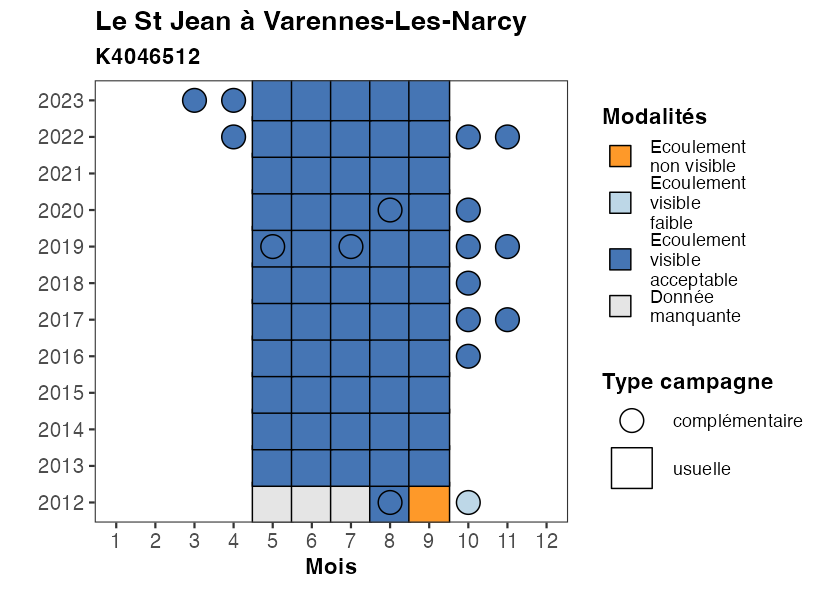 Le St Jean à Varennes-Les-Narcy
K4046512
2023
2022
2021
2020
2019
2018
2017
2016
2015
2014
2013
2012
1 2 3 4 5 6 7 8 9 10 11 12
Mois
Modalités
Ecoulement
non visible
Ecoulement
visible
faible
Ecoulement
visible
acceptable
Donnée
manquante
Type campagne
complémentaire
usuelle